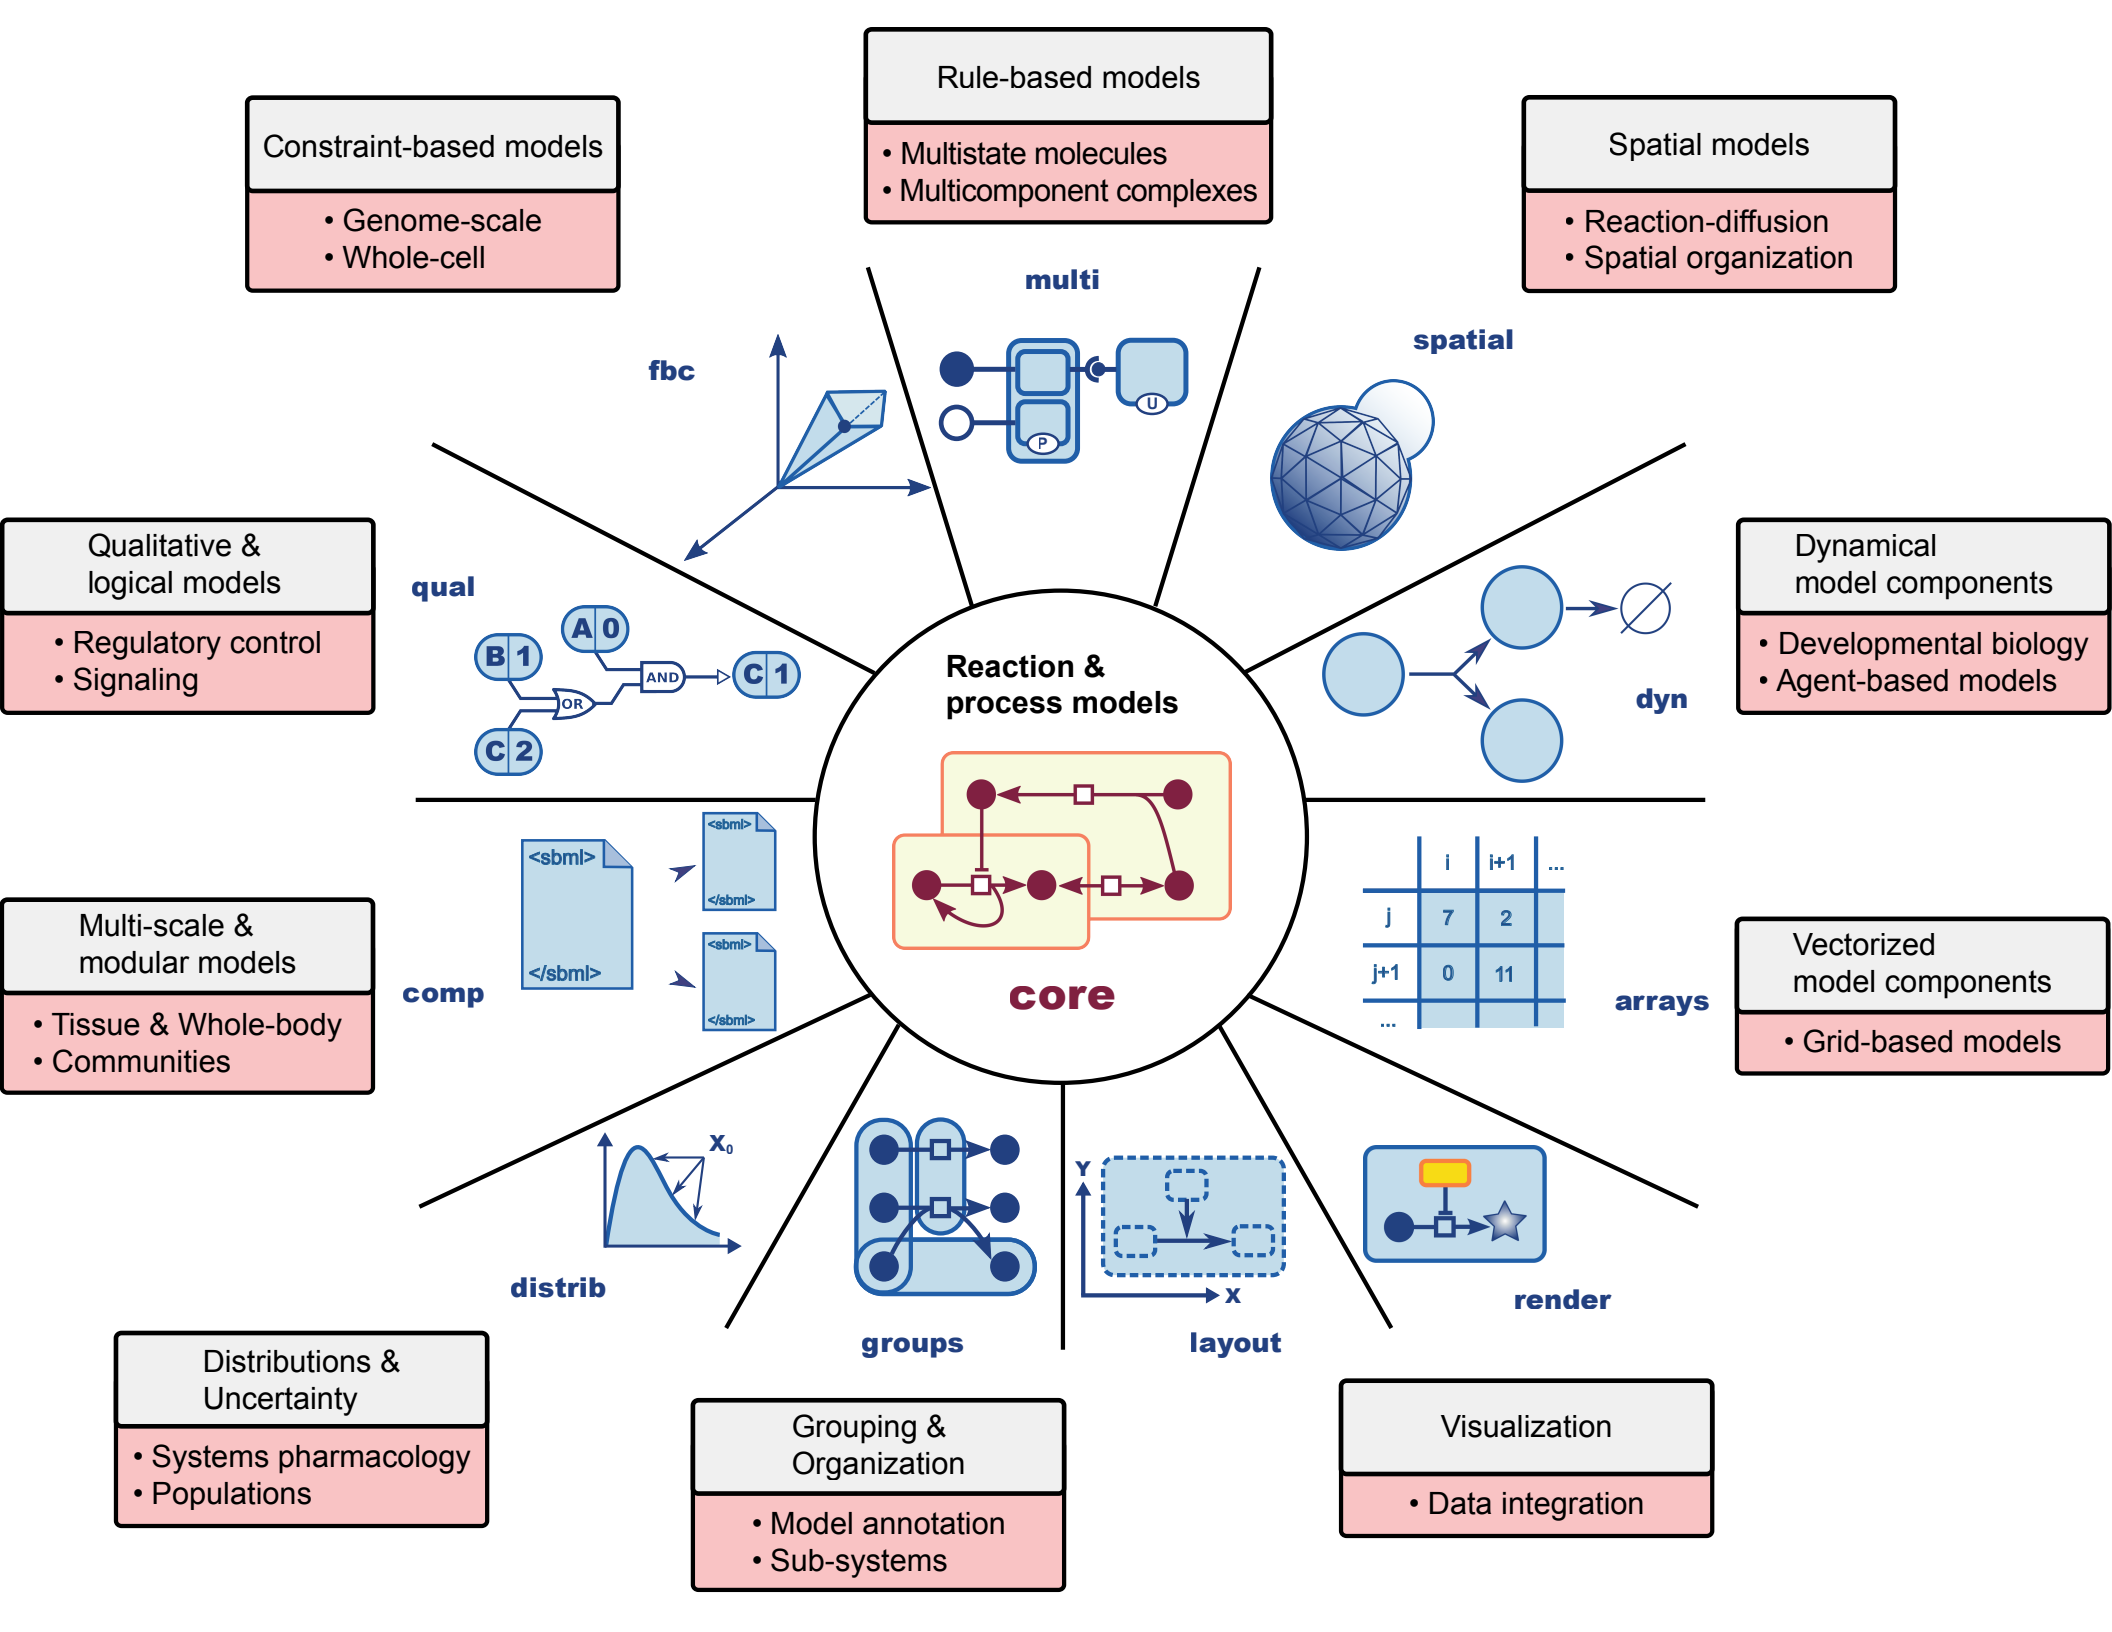 Rule-based models
• Multistate molecules
• Multicomponent complexes
Constraint-based models
• Genome-scale
• Whole-cell
Spatial models
• Reaction-diffusion
• Spatial organization
multi
U
P
fbc
spatial
Qualitative &
logical models
• Regulatory control
• Signaling
qual
A 0
B 1
AND
C 1
OR
C 2
Dynamical
model components
• Developmental biology
• Agent-based models
dyn
Reaction &
process models
core
Multi-scale &
modular models
• Tissue & Whole-body
• Communities
comp
<sbml>
</sbml>
<sbml>
</sbml>
<sbml>
</sbml>
i i+1 ...
j 7 2
j+1 0 11
...
arrays
Vectorized
model components
• Grid-based models
X0
distrib
groups
Y
X
layout
render
Distributions &
Uncertainty
• Systems pharmacology
• Populations
Grouping &
Organization
• Model annotation
• Sub-systems
Visualization
• Data integration